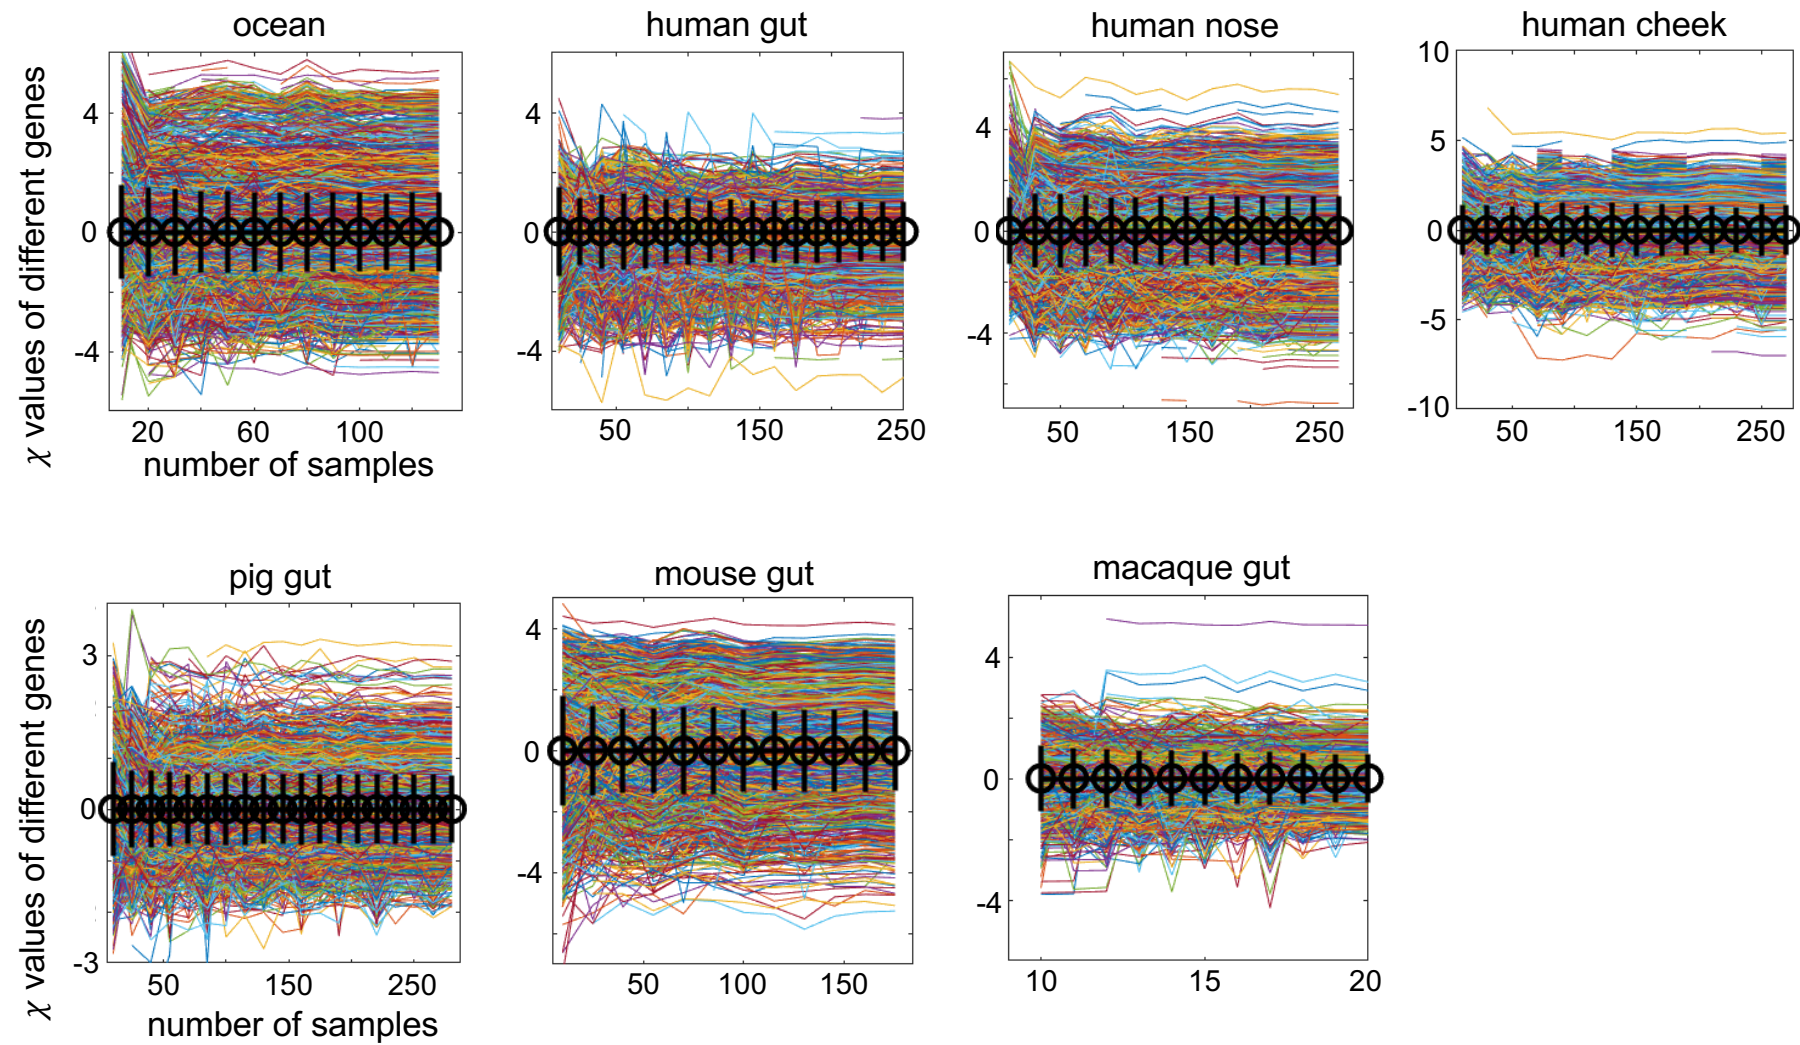 ocean
human gut
human nose
human cheek
χ values of different genes
4
0
-4
20 60 100
number of samples
4
0
-4
50 150 250
4
0
-4
50 150 250
10
5
0
-5
-10
50 150 250
pig gut
mouse gut
macaque gut
χ values of different genes
3
0
-3
50 150 250
number of samples
4
0
-4
50 100 150
4
0
-4
10 15 20